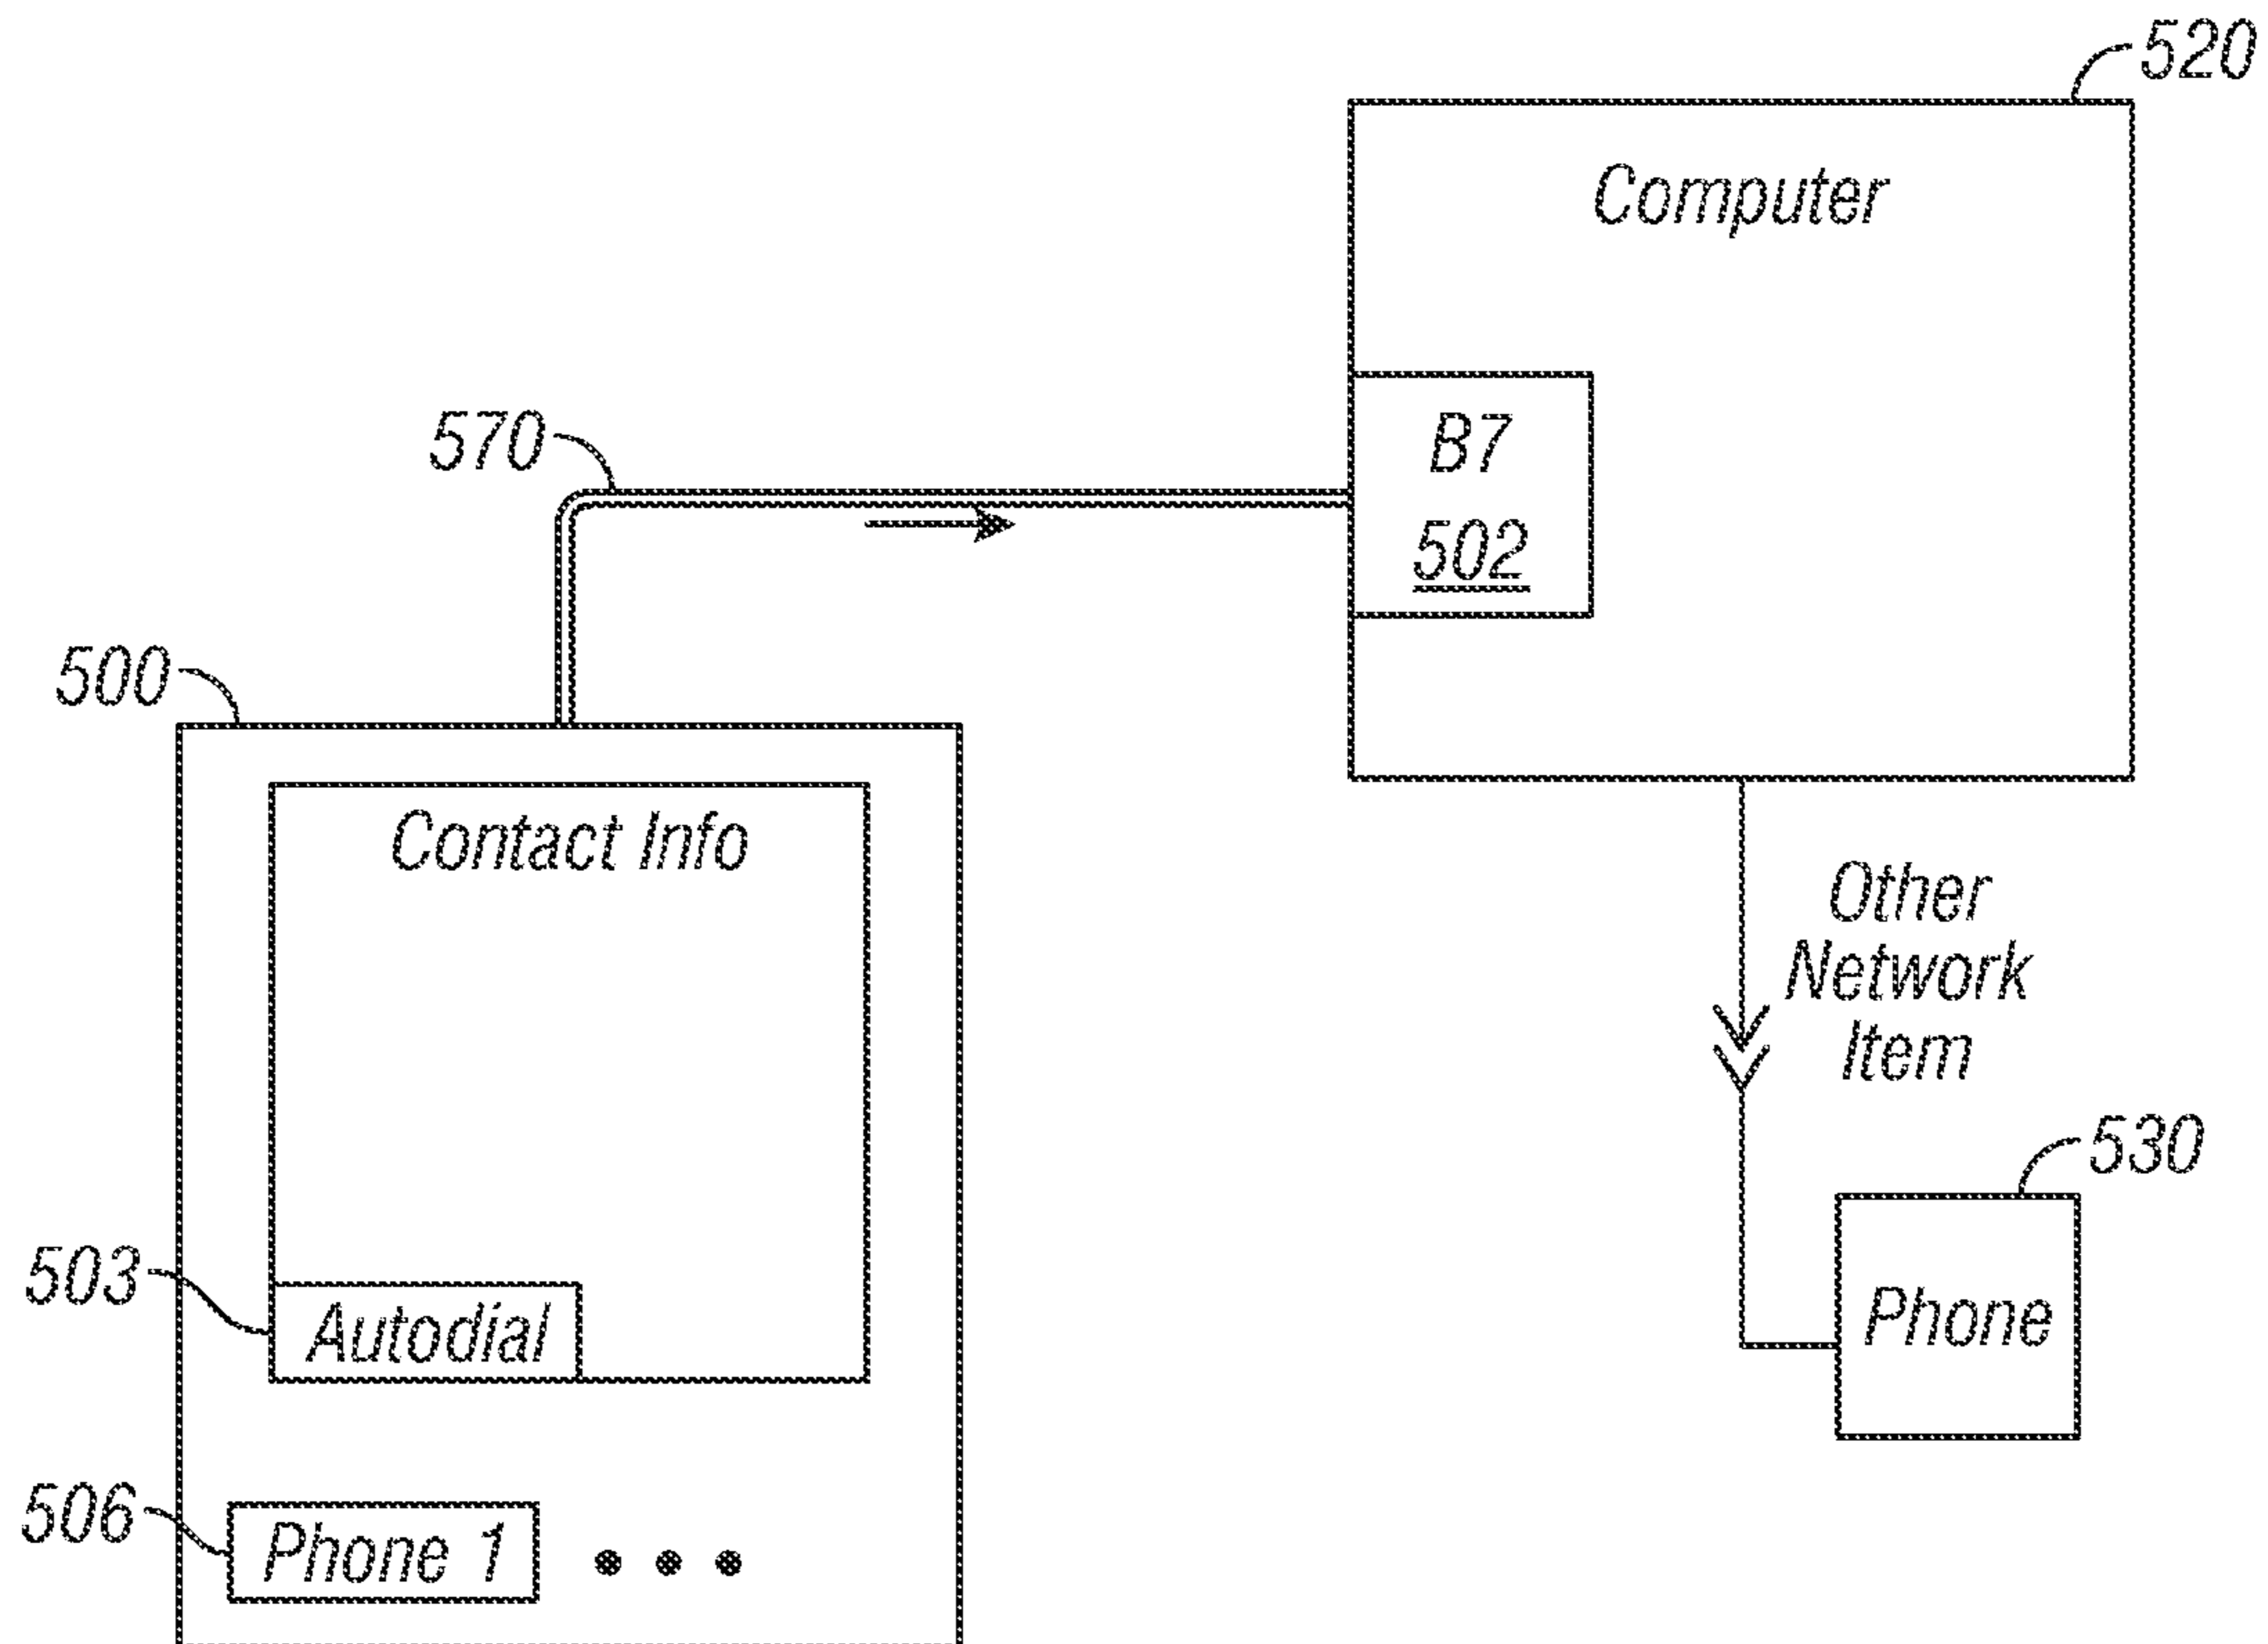 520
Computer
570
B7
502
500
Contact Info
Other
Network
Item
530
503
Autodial
Phone
506
Phone 1